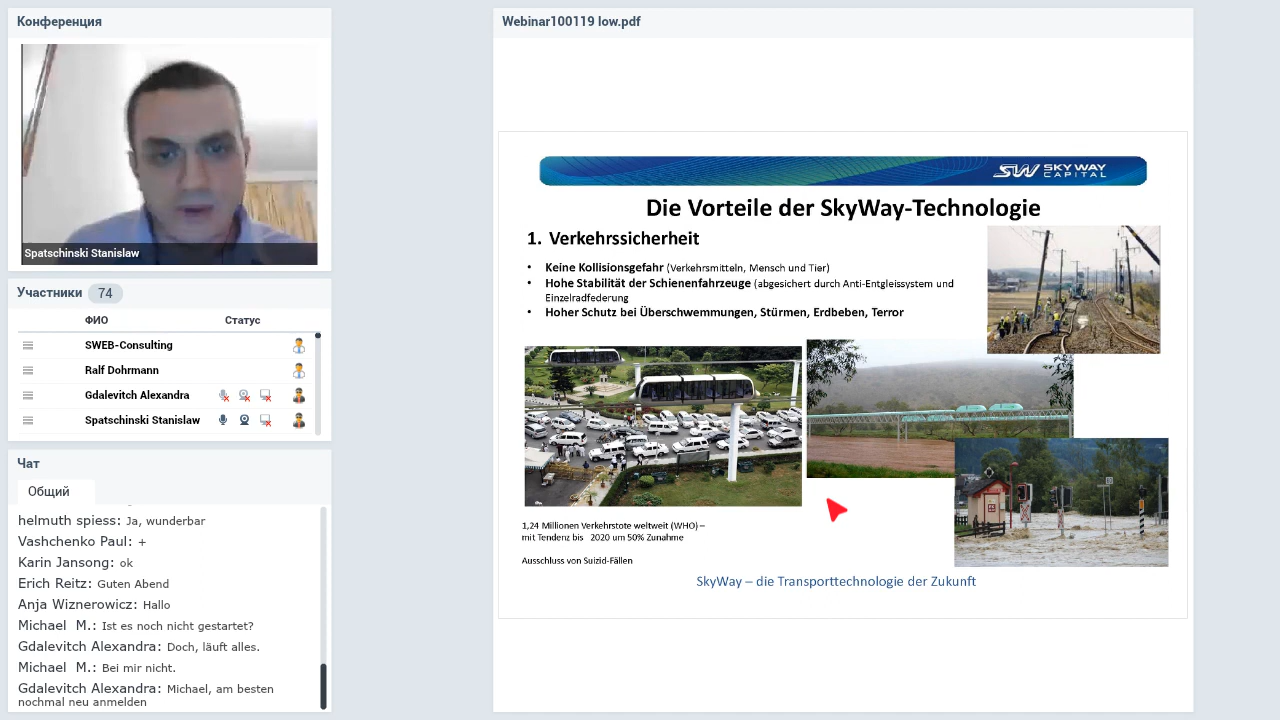 Конференция
Spatschinski Stanislaw
Участники 74
ФИО Статус
SWEB-Consulting
Ralf Dohrmann
Gdalevitch Alexandra
Spatschinski Stanislaw
Чат
Общий
helmuth spiess: Ja, wunderbar
Vashchenko Paul: +
Karin Jansong: ok
Erich Reitz: Guten Abend
Anja Wiznerowicz: Hallo
Michael M.: Ist es noch nicht gestartet?
Gdalevitch Alexandra: Doch, läuft alles.
Michael M.: Bei mir nicht.
Gdalevitch Alexandra: Michael, am besten
nochmal neu anmelden
Webinar100119 low.pdf
SW SKY WAY
CAPITAL
Die Vorteile der SkyWay-Technologie
1. Verkehrssicherheit
• Keine Kollisionsgefahr (Verkehrsmitteln, Mensch und Tier)
• Hohe Stabilität der Schienenfahrzeuge (abgesichert durch Anti-Entgleissystem und
Einzelradfederung
• Hoher Schutz bei Überschwemmungen, Stürmen, Erdbeben, Terror
1,24 Millionen Verkehrstote weltweit (WHO) –
mit Tendenz bis 2020 um 50% Zunahme
Ausschluss von Suizid-Fällen
SkyWay – die Transporttechnologie der Zukunft